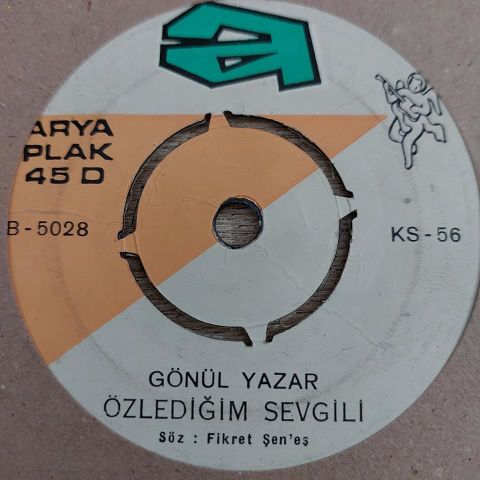 ARYA
PLAK
45 D
B - 5028
KS - 56
GÖNÜL YAZAR
ÖZLEDİĞİM SEVGİLİ
Söz : Fikret Şen'eş